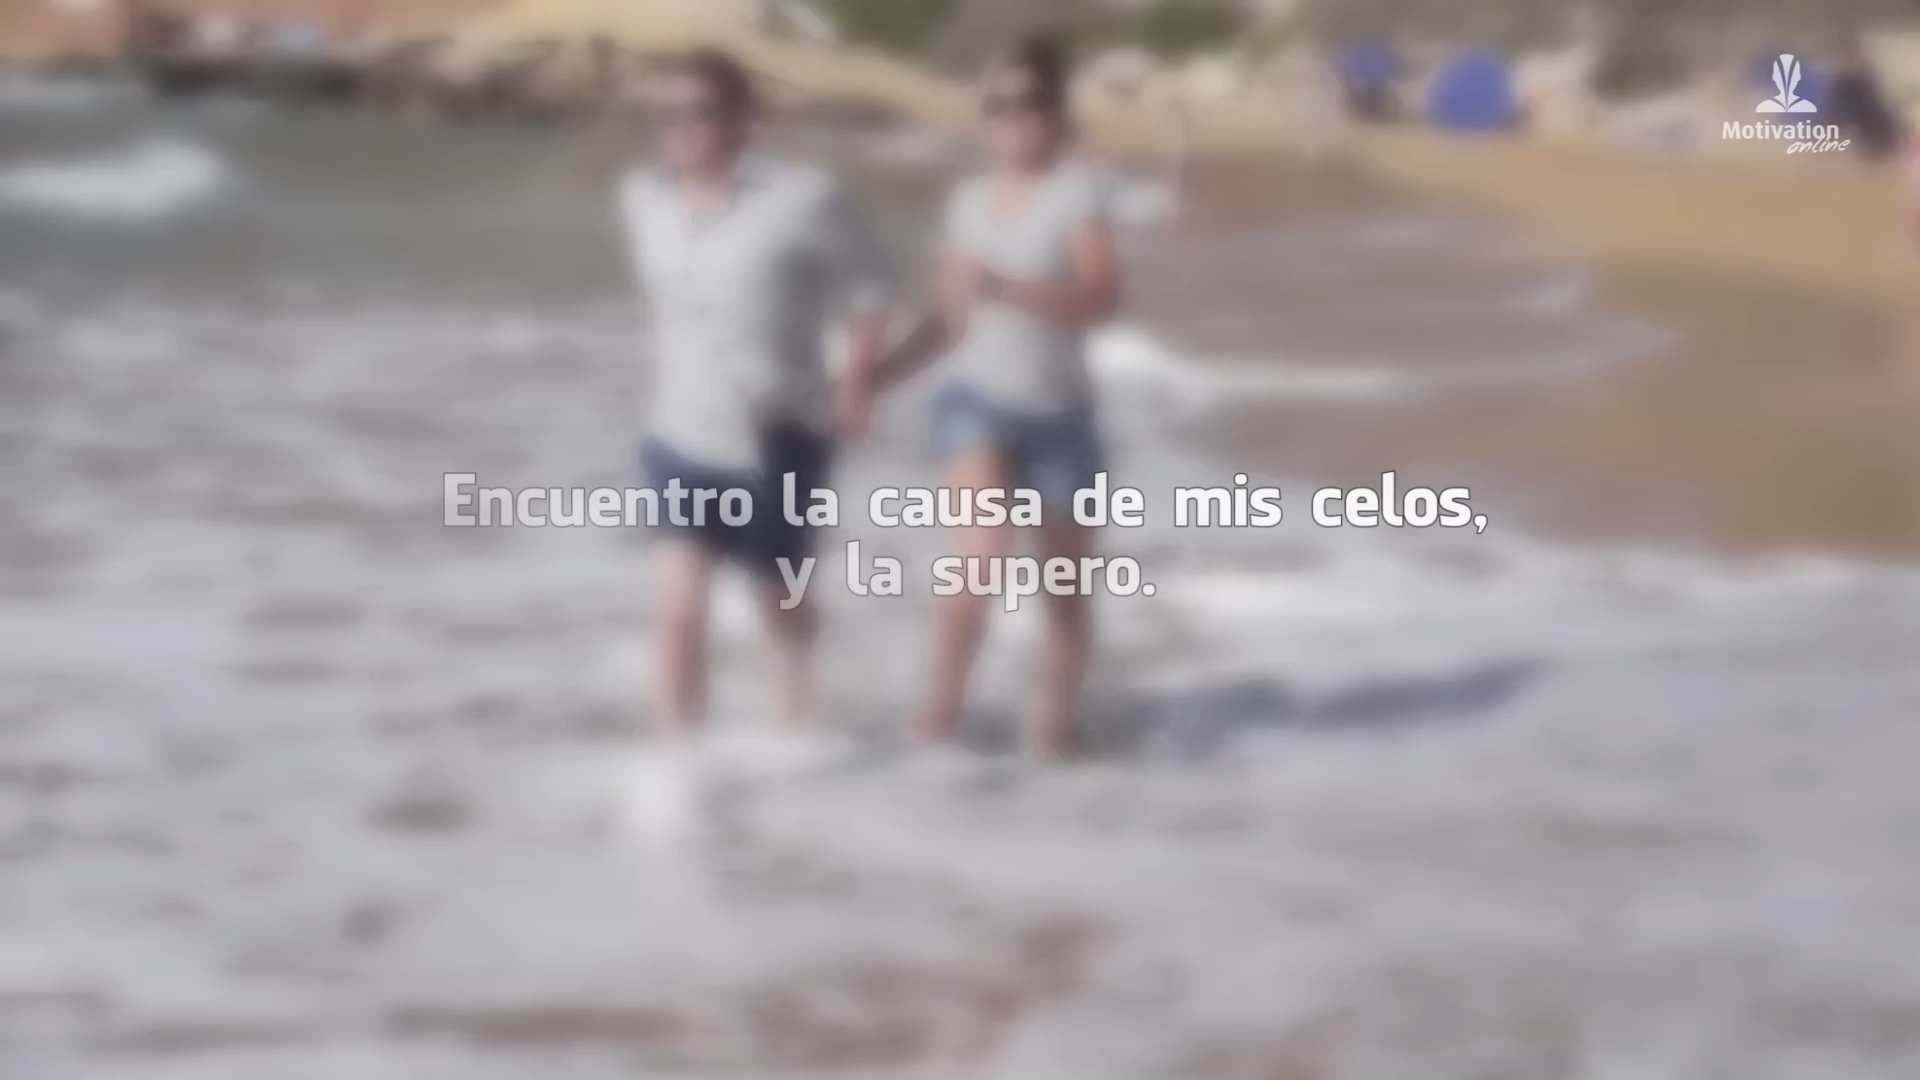 Motivation
online
Encuentro la causa de mis celos,
y la supero.